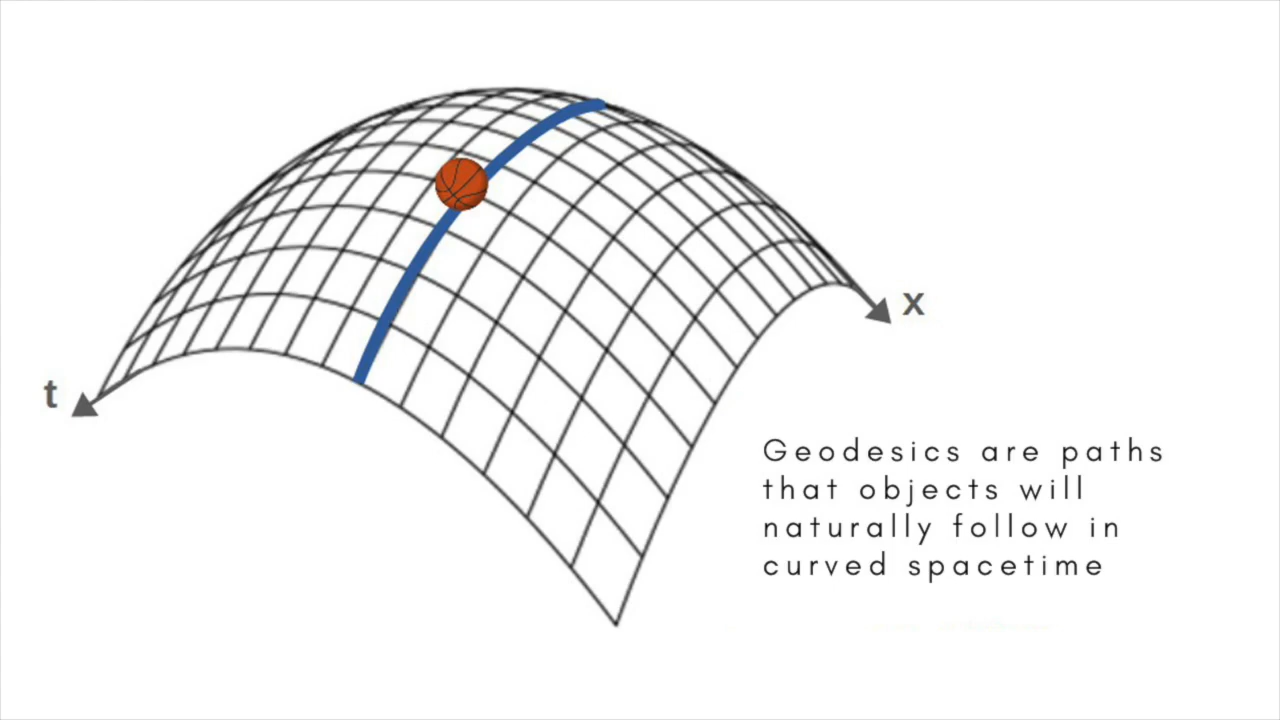 x
t
Geodesics are paths
that objects will
naturally follow in
curved spacetime